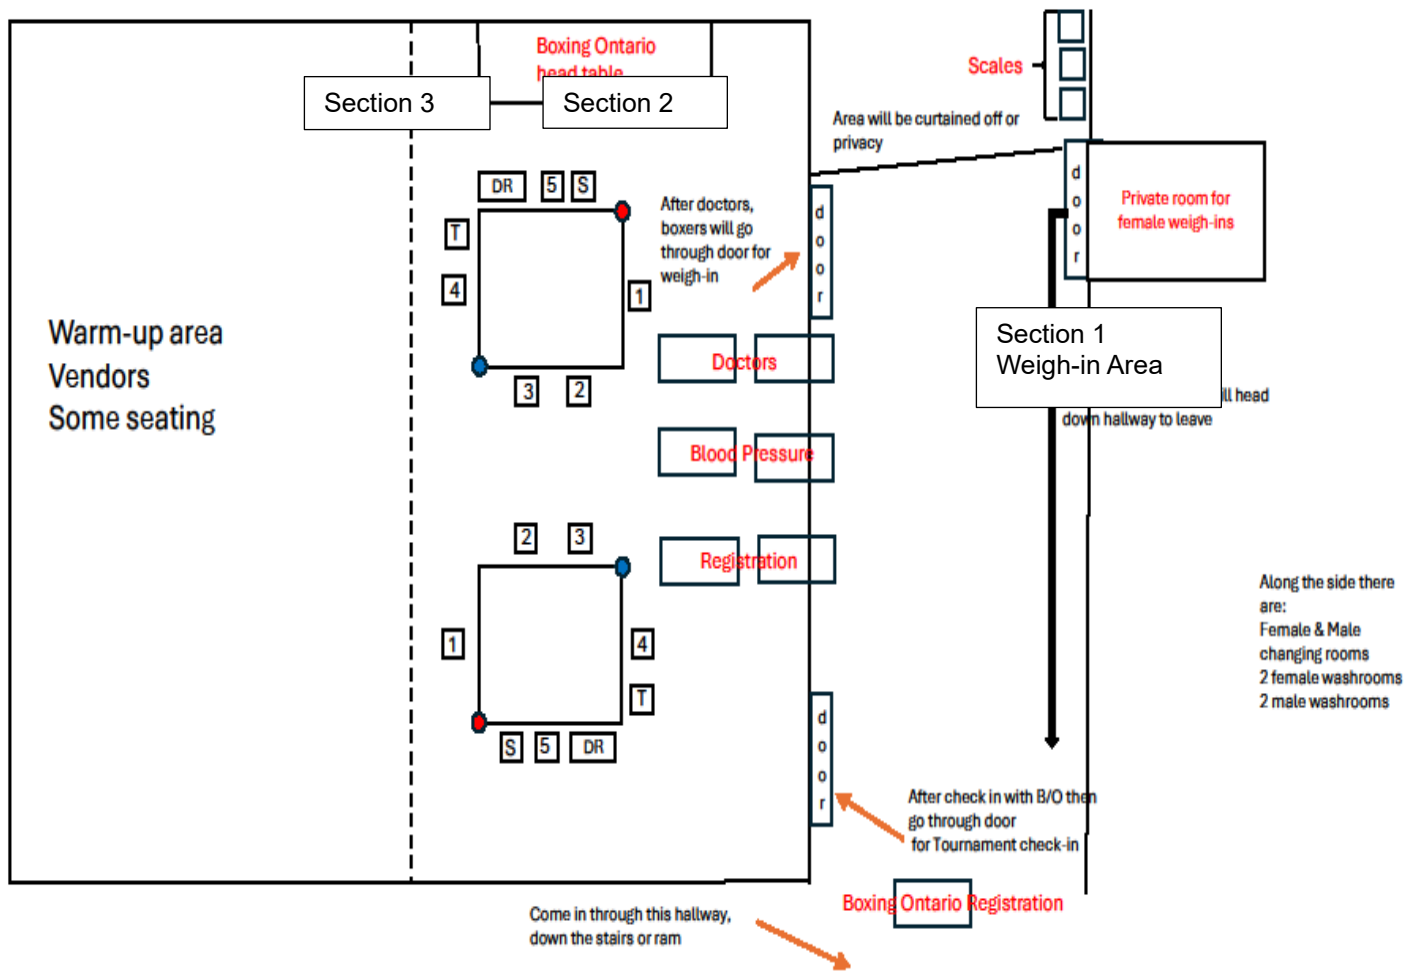 Boxing Ontario
head table
Section 3
Section 2
Scales
Area will be curtained off or
privacy
DR
5
S
T
4
1
3
2
After doctors,
boxers will go
through door for
weigh-in
door
door
Private room for
female weigh-ins
Section 1
Weigh-in Area
ll head
down hallway to leave
Warm-up area
Vendors
Some seating
Doctors
Blood Pressure
Registration
2
3
1
4
T
S
5
DR
door
Along the side there
are:
Female & Male
changing rooms
2 female washrooms
2 male washrooms
After check in with B/O then
go through door
for Tournament check-in
Boxing Ontario Registration
Come in through this hallway,
down the stairs or ram